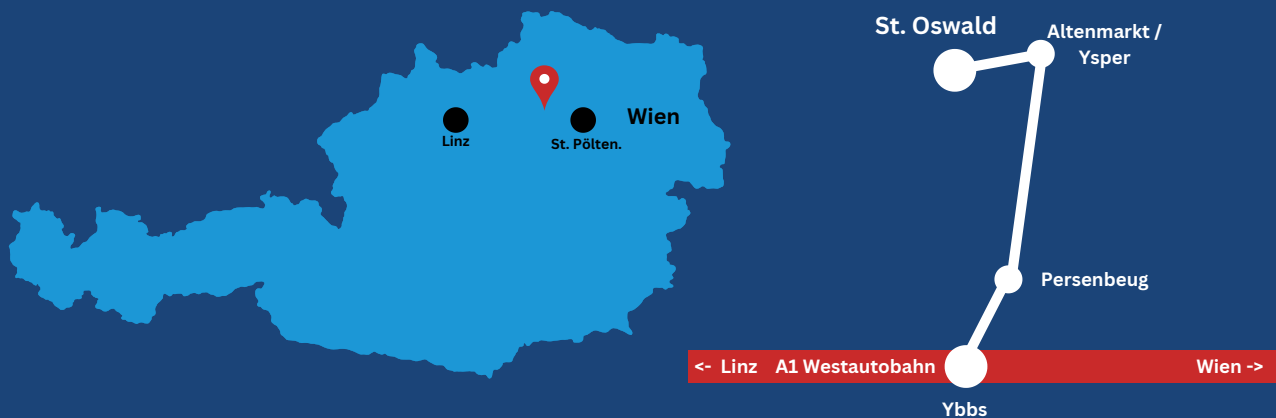 Linz
St. Pölten.
Wien
St. Oswald
Altenmarkt /
Ysper
Persenbeug
<- Linz A1 Westautobahn
Wien ->
Ybbs